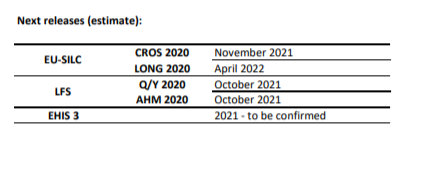 Next releases (estimate):
EU-SILC CROS 2020 November 2021
LONG 2020 April 2022
LFS Q/Y 2020 October 2021
AHM 2020 October 2021
EHIS 3 2021 - to be confirmed